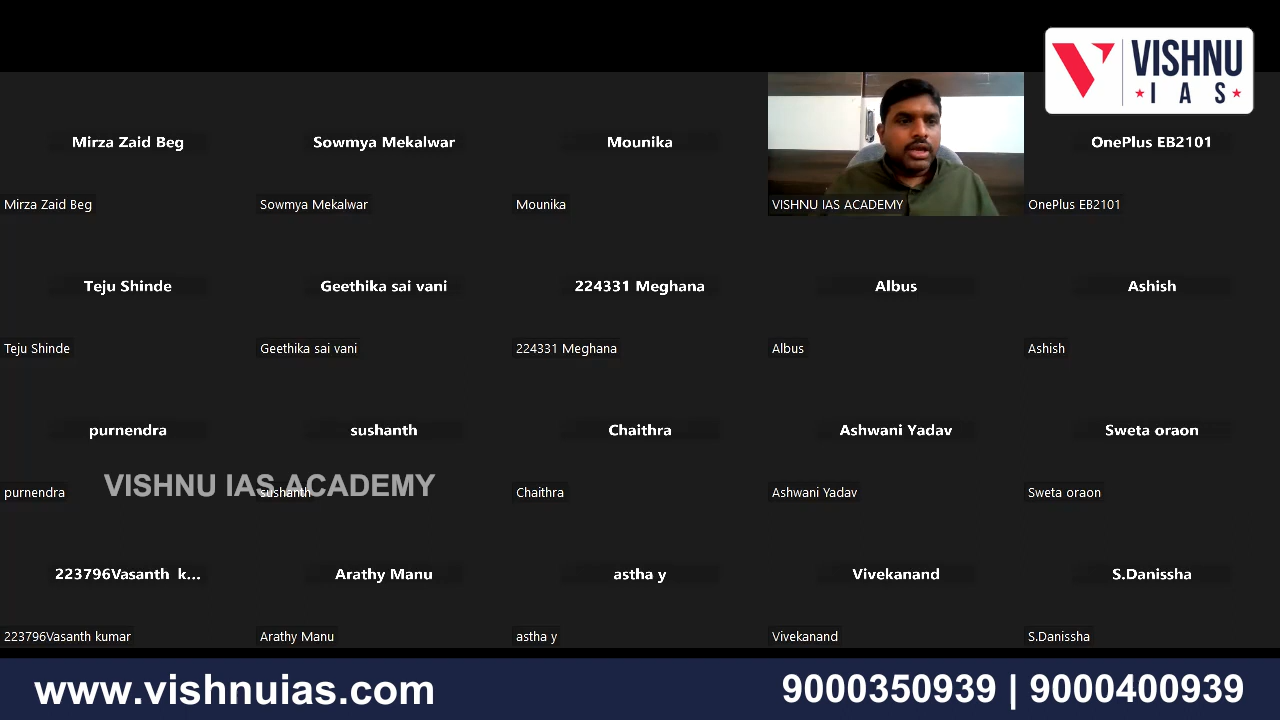 VISHNU
IAS
Mirza Zaid Beg
Sowmya Mekalwar
Mounika
OnePlus EB2101
Mirza Zaid Beg
Sowmya Mekalwar
Mounika
VISHNU IAS ACADEMY
OnePlus EB2101
Teju Shinde
Geethika sai vani
224331 Meghana
Albus
Ashish
Teju Shinde
Geethika sai vani
224331 Meghana
Albus
Ashish
purnendra
sushanth
Chaithra
Ashwani Yadav
Sweta oraon
VISHNU IAS ACADEMY
purnendra
sushanth
Chaithra
Ashwani Yadav
Sweta oraon
223796Vasanth k...
Arathy Manu
astha y
Vivekanand
S.Danissha
223796Vasanth kumar
Arathy Manu
astha y
Vivekanand
S.Danissha
www.vishnuias.com
9000350939 | 9000400939